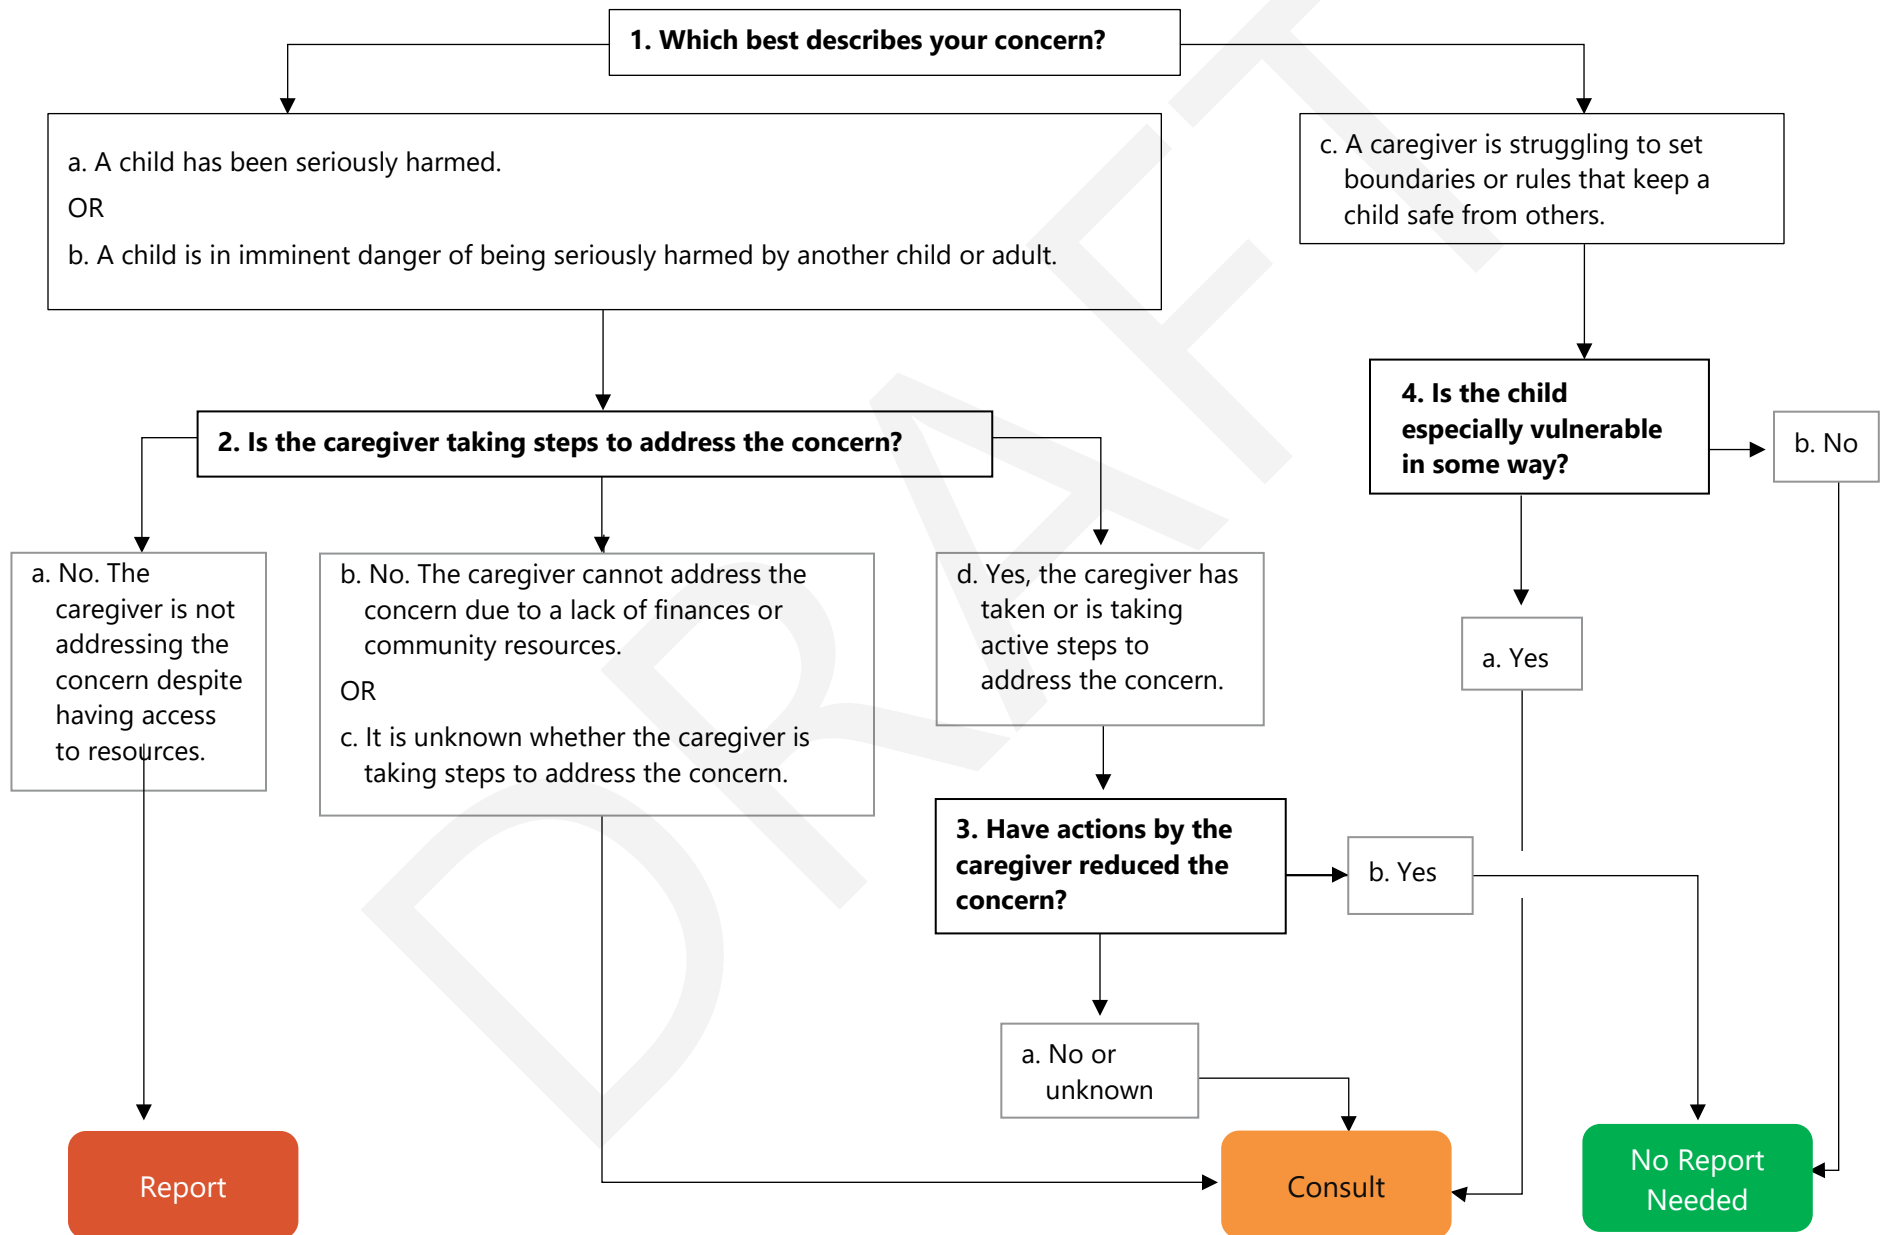 1. Which best describes your concern?
a. A child has been seriously harmed.
OR
b. A child is in imminent danger of being seriously harmed by another child or adult.
c. A caregiver is struggling to set
boundaries or rules that keep a
child safe from others.
2. Is the caregiver taking steps to address the concern?
4. Is the child
especially vulnerable
in some way?
b. No
a. No. The
caregiver is not
addressing the
concern despite
having access
to resources.
b. No. The caregiver cannot address the
concern due to a lack of finances or
community resources.
OR
c. It is unknown whether the caregiver is
taking steps to address the concern.
d. Yes, the caregiver has
taken or is taking
active steps to
address the concern.
a. Yes
3. Have actions by the
caregiver reduced the
concern?
b. Yes
a. No or
unknown
Report
Consult
No Report
Needed
DRAFT